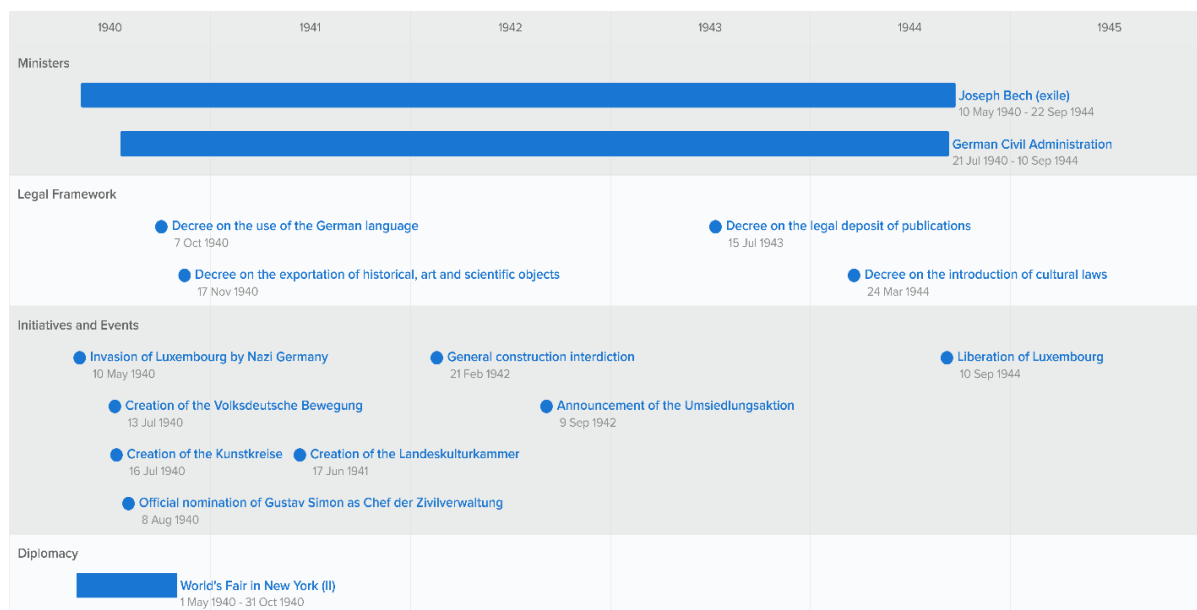 1940 1941 1942 1943 1944 1945
Ministers
Joseph Bech (exile)
10 May 1940 - 22 Sep 1944
German Civil Administration
21 Jul 1940 - 10 Sep 1944
Legal Framework
Decree on the use of the German language
7 Oct 1940
Decree on the legal deposit of publications
15 Jul 1943
Decree on the exportation of historical, art and scientific objects
17 Nov 1940
Decree on the introduction of cultural laws
24 Mar 1944
Initiatives and Events
Invasion of Luxembourg by Nazi Germany
10 May 1940
General construction interdiction
21 Feb 1942
Liberation of Luxembourg
10 Sep 1944
Creation of the Volksdeutsche Bewegung
13 Jul 1940
Announcement of the Umsiedlungsaktion
9 Sep 1942
Creation of the Kunstkreise
16 Jul 1940
Creation of the Landeskulturkammer
17 Jun 1941
Official nomination of Gustav Simon as Chef der Zivilverwaltung
8 Aug 1940
Diplomacy
World's Fair in New York (II)
1 May 1940 - 31 Oct 1940